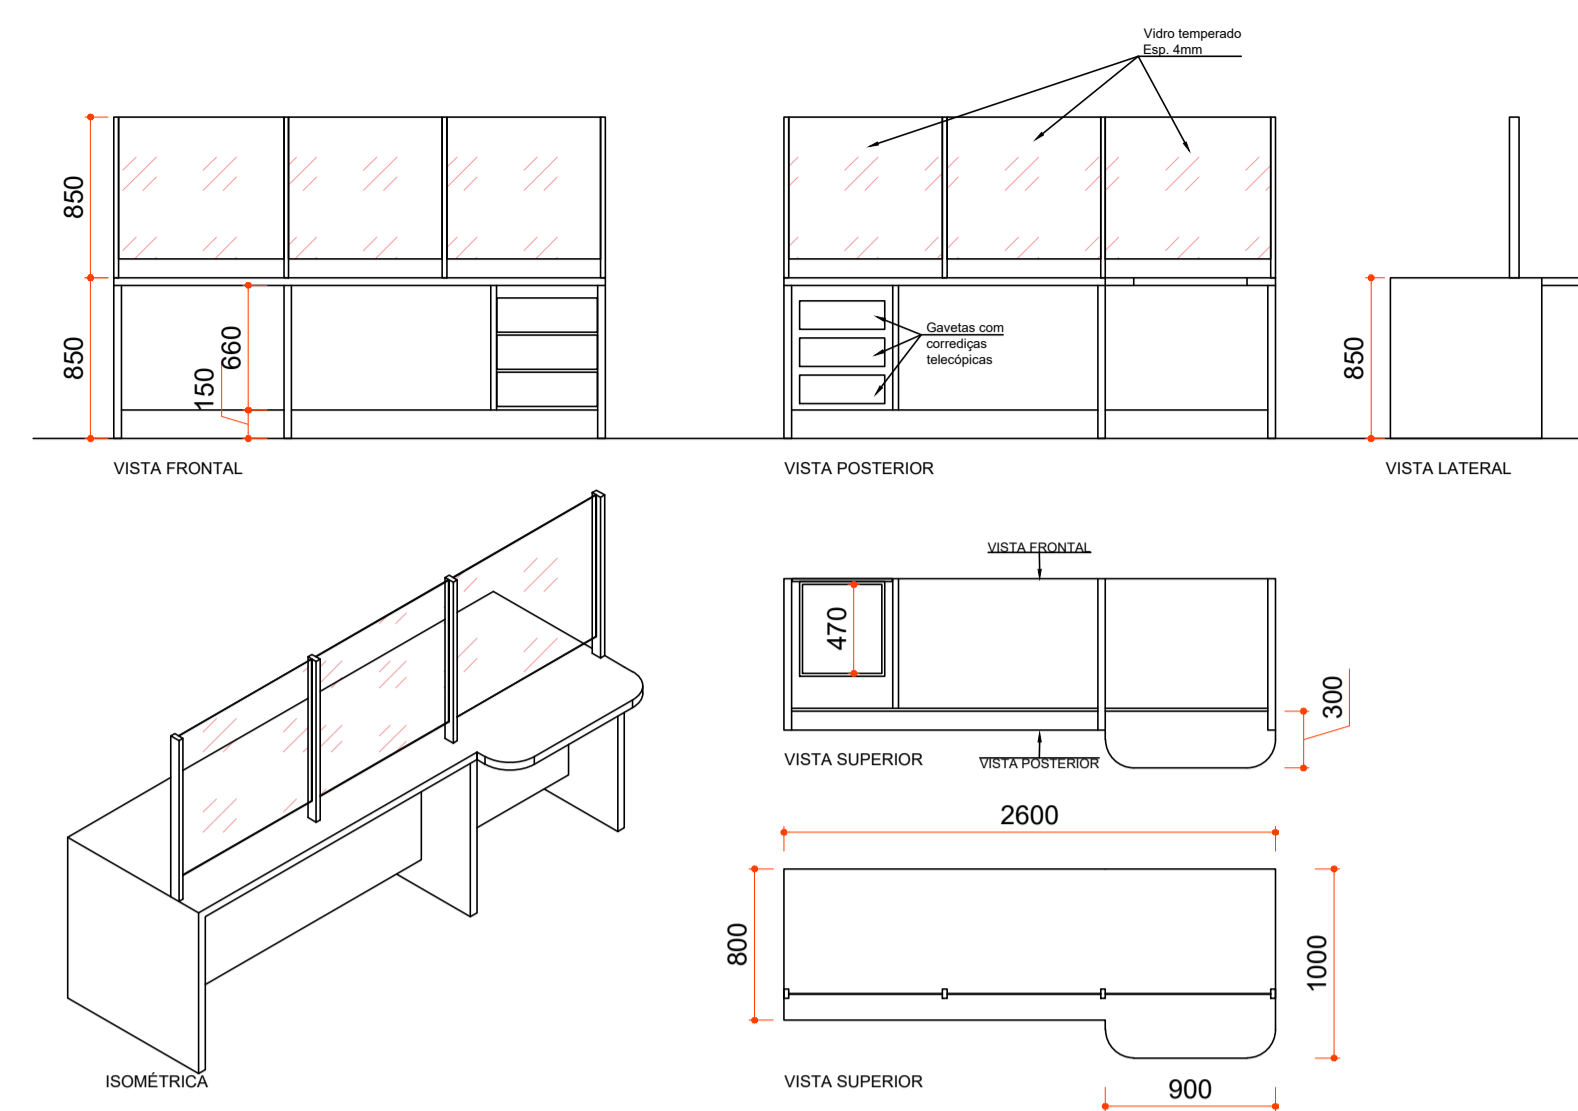 Vidro temperado
Esp. 4mm
850
850
150
660
Gavetas com
corrediças
telecópicas
850
VISTA FRONTAL
VISTA POSTERIOR
VISTA LATERAL
VISTA FRONTAL
470
300
VISTA SUPERIOR
VISTA POSTERIOR
2600
800
1000
ISOMÉTRICA
VISTA SUPERIOR
900